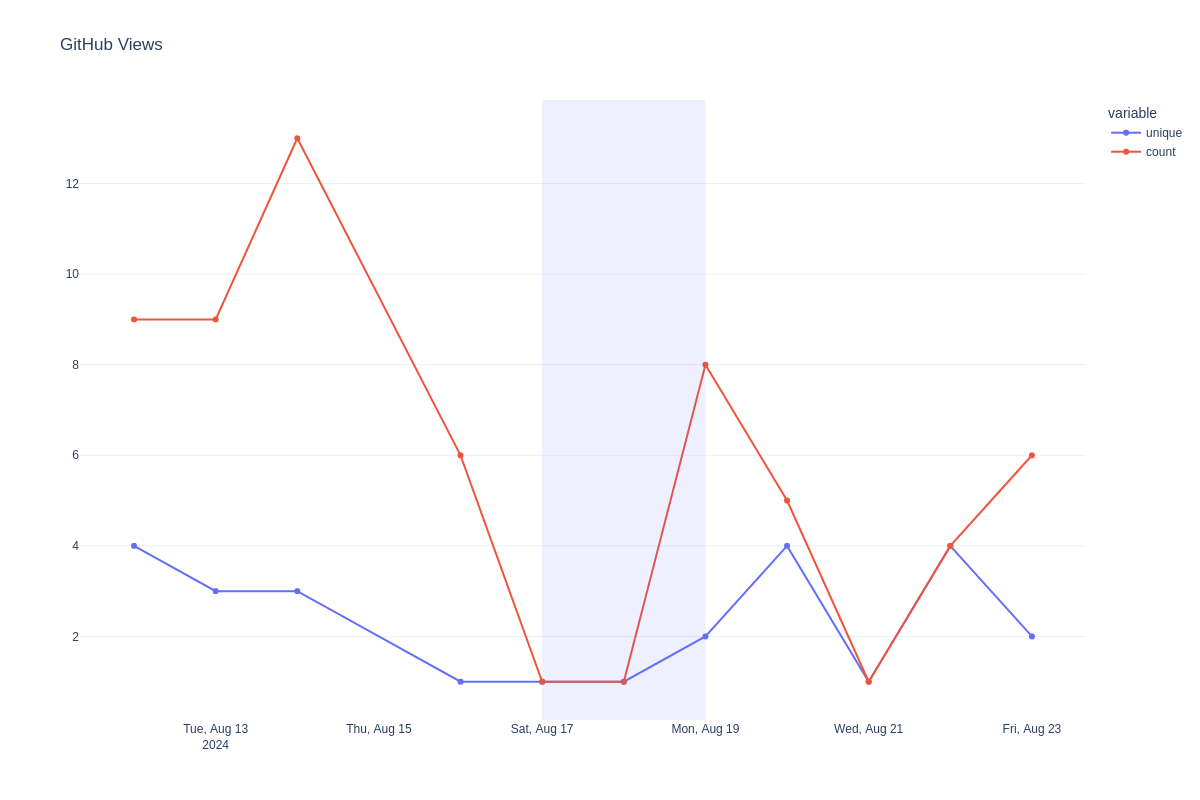 GitHub Views
variable
unique
count
12
10
8
6
4
2
Tue, Aug 13
2024
Thu, Aug 15
Sat, Aug 17
Mon, Aug 19
Wed, Aug 21
Fri, Aug 23